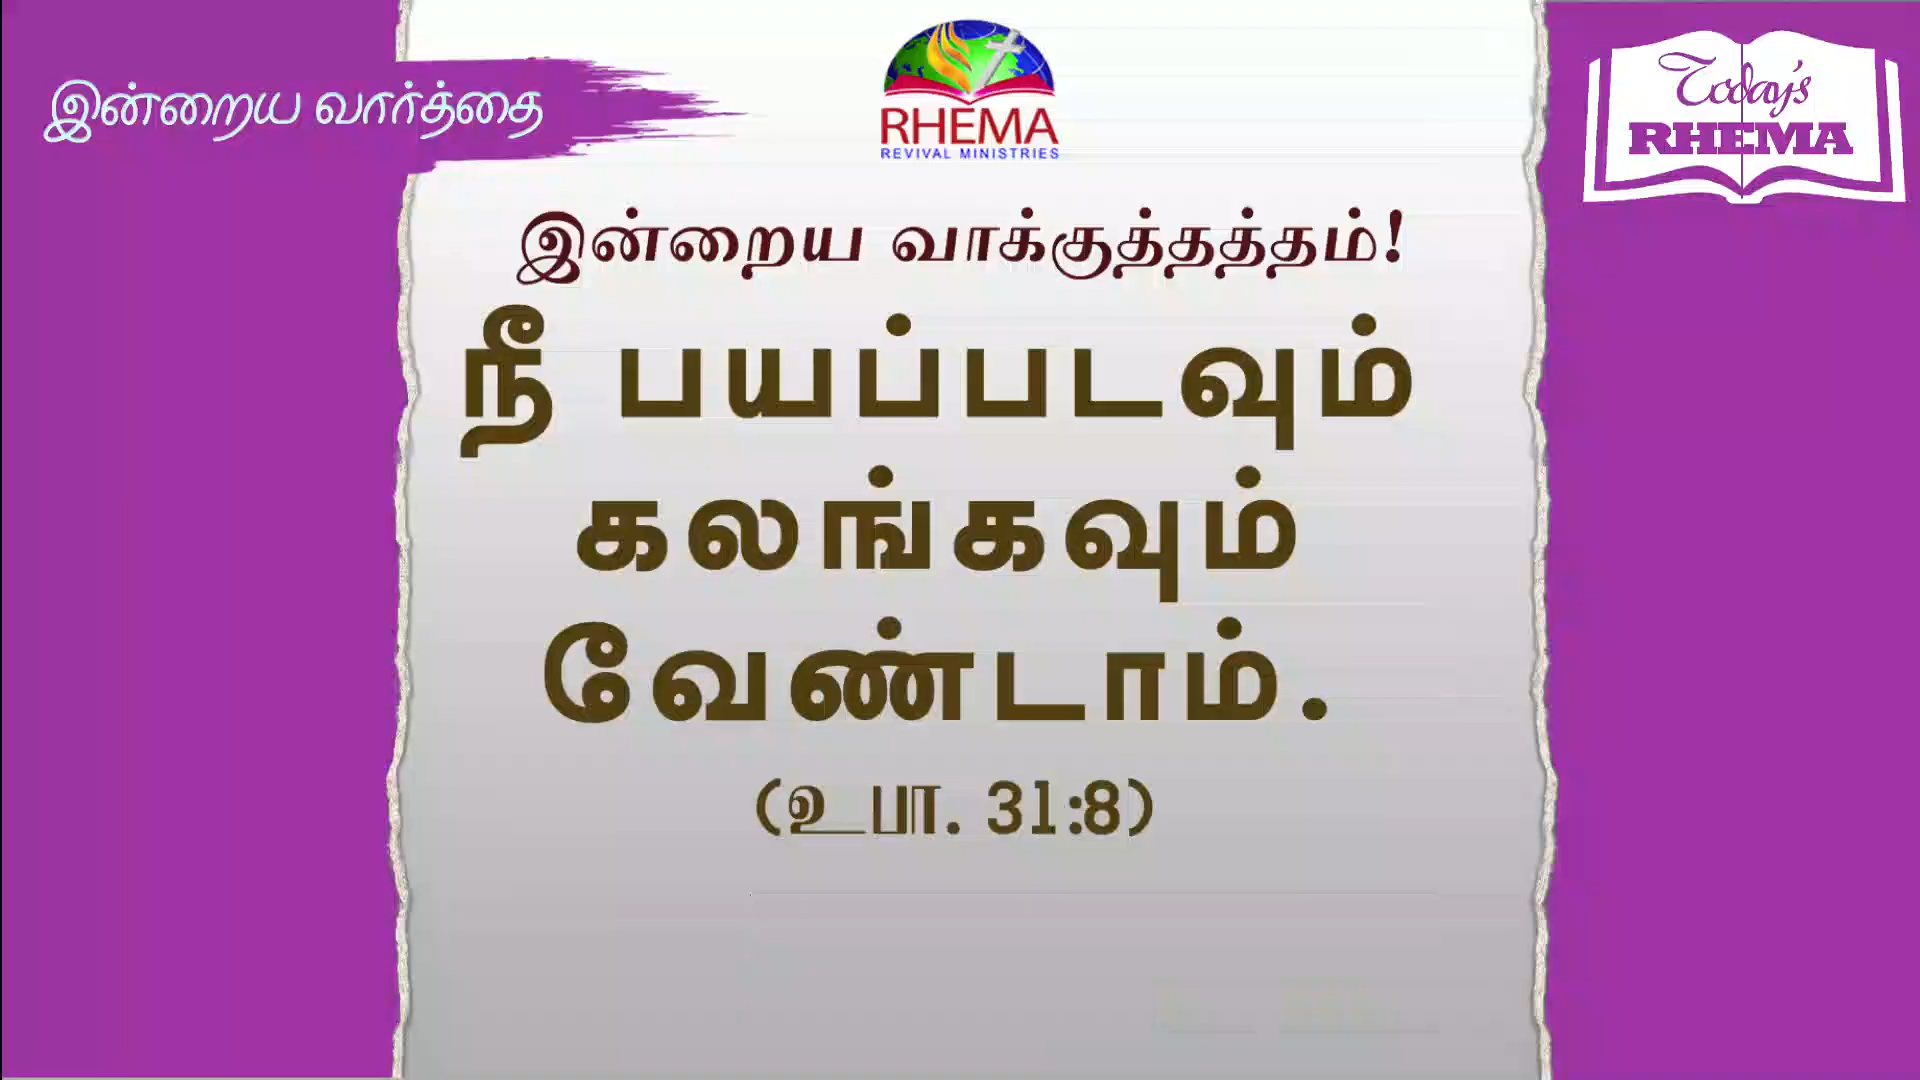 இன்றைய வார்த்தை
RHEMA
REVIVAL MINISTRIES
Today's
RHEMA
இன்றைய வாக்குத்தத்தம்!
நீ பயப்படவும்
கலங்கவும்
வேண்டாம்.
(உபா. 31:8)